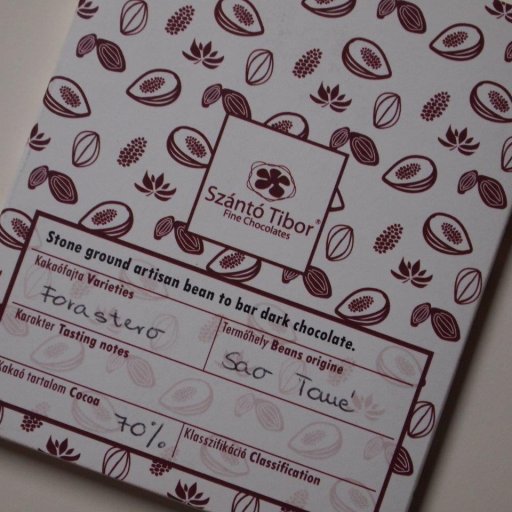 Szántó Tibor®
Fine Chocolates
Stone ground artisan bean to bar dark chocolate.
Kakaófajta Varieties
Forastero
Termőhely Beans origine
Sao Tomé
Karakter Tasting notes
Kakaó tartalom Cocoa
70%
Klasszifikáció Classification